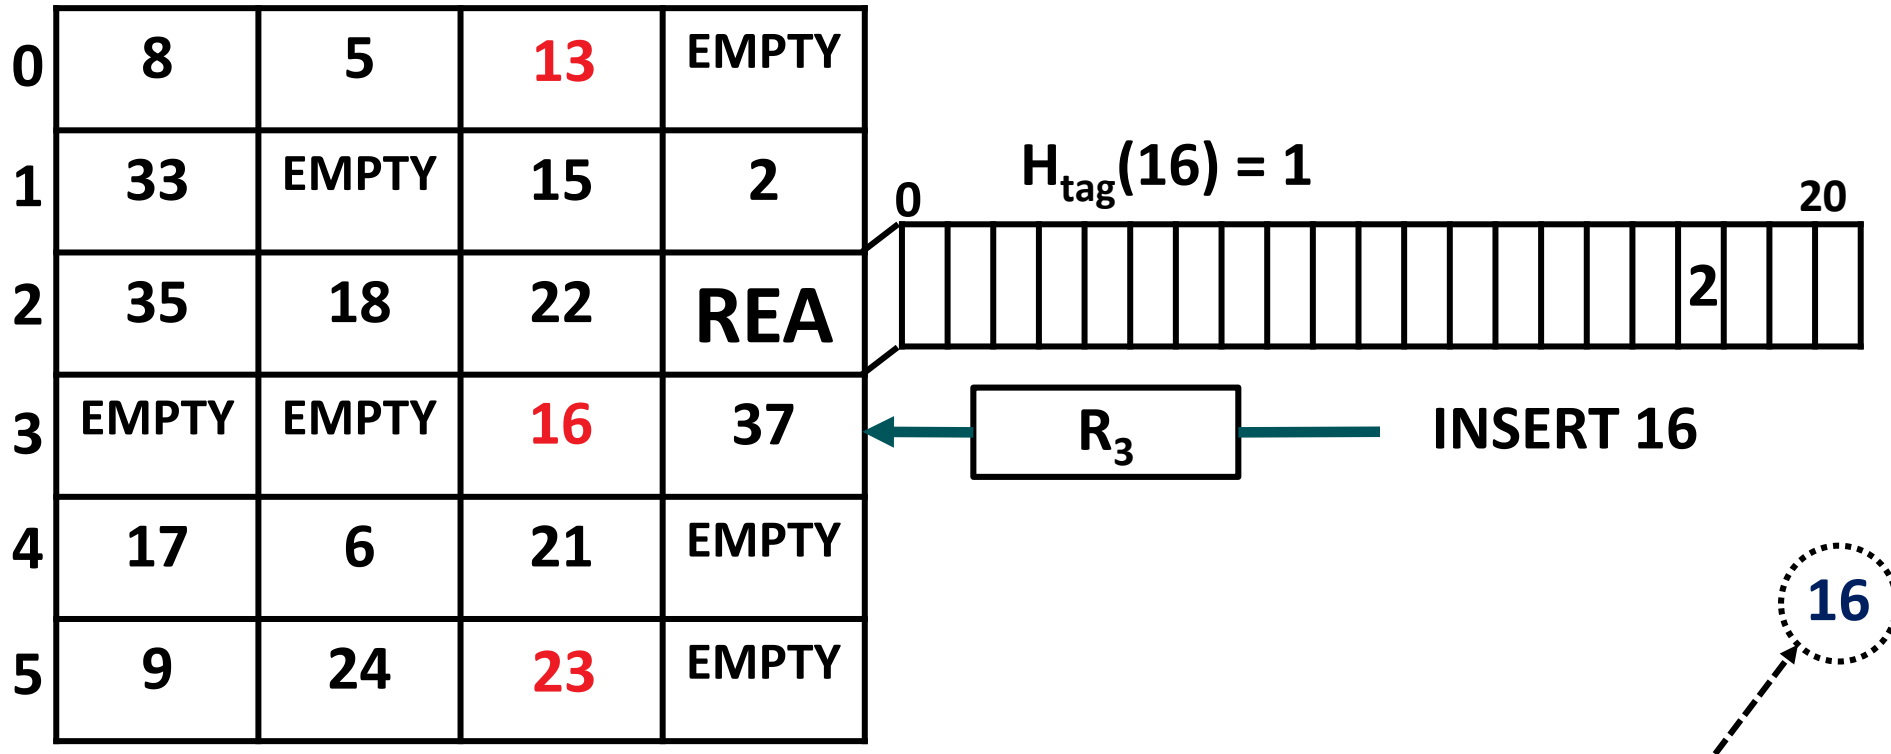 0 8 5 13 EMPTY
1 33 EMPTY 15 2
2 35 18 22 REA
3 EMPTY EMPTY 16 37
4 17 6 21 EMPTY
5 9 24 23 EMPTY
Htag(16) = 1
0 20
2
R3 INSERT 16
16